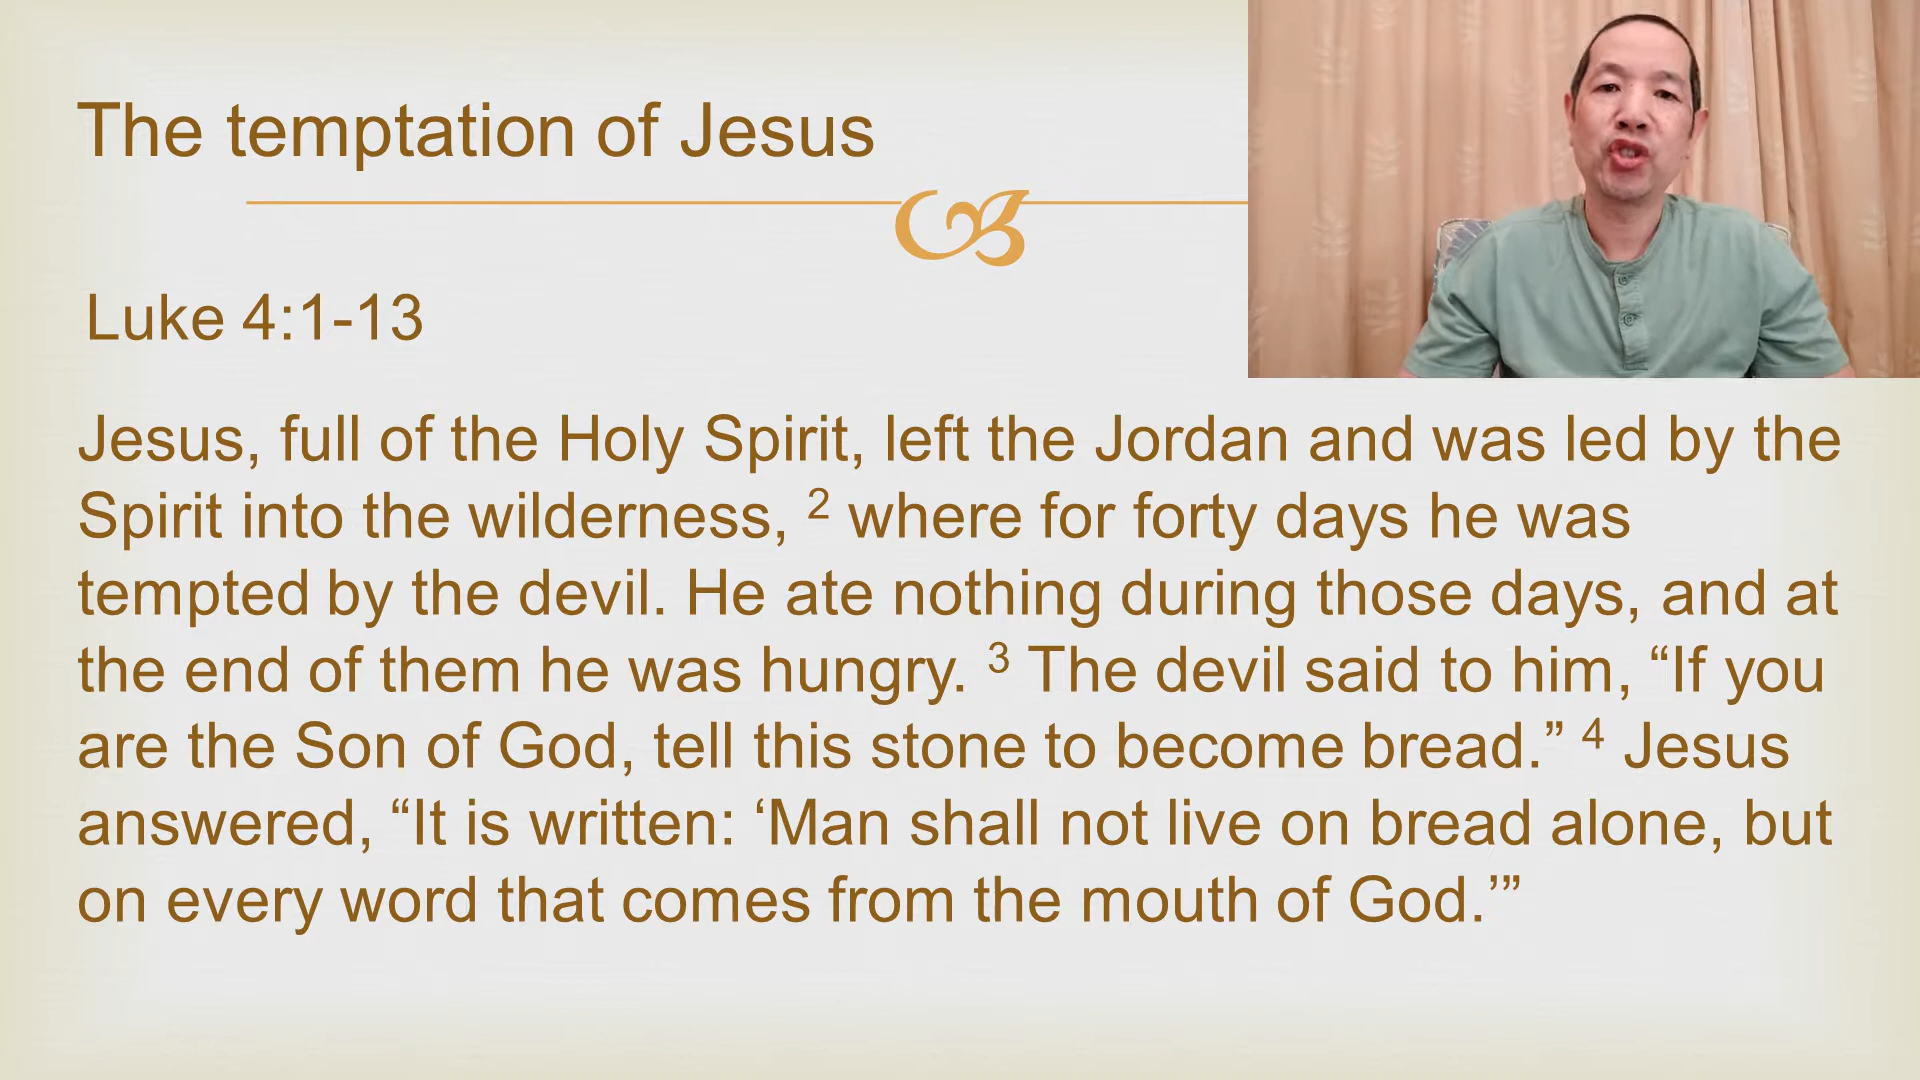 The temptation of Jesus
Luke 4:1-13
Jesus, full of the Holy Spirit, left the Jordan and was led by the
Spirit into the wilderness, ² where for forty days he was
tempted by the devil. He ate nothing during those days, and at
the end of them he was hungry. ³ The devil said to him, “If you
are the Son of God, tell this stone to become bread.” ⁴ Jesus
answered, “It is written: ‘Man shall not live on bread alone, but
on every word that comes from the mouth of God.’”